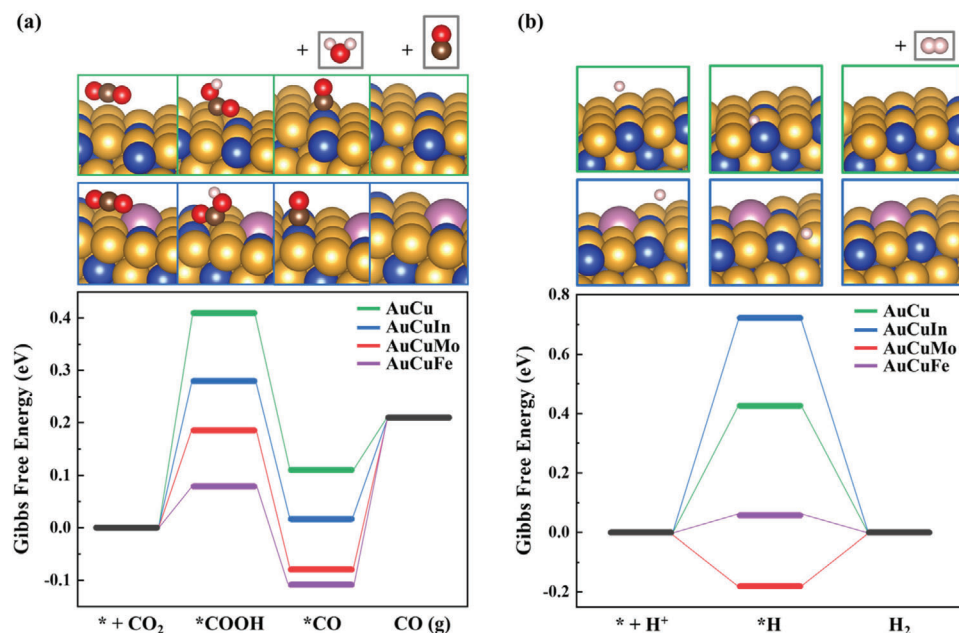 (a)
+
+
0.4
0.3
0.2
0.1
0.0
-0.1
Gibbs Free Energy (eV)
AuCu
AuCuIn
AuCuMo
AuCuFe
* + CO₂
*COOH
*CO
CO (g)
(b)
+
0.8
0.6
0.4
0.2
0.0
-0.2
Gibbs Free Energy (eV)
AuCu
AuCuIn
AuCuMo
AuCuFe
* + H⁺
*H
H₂